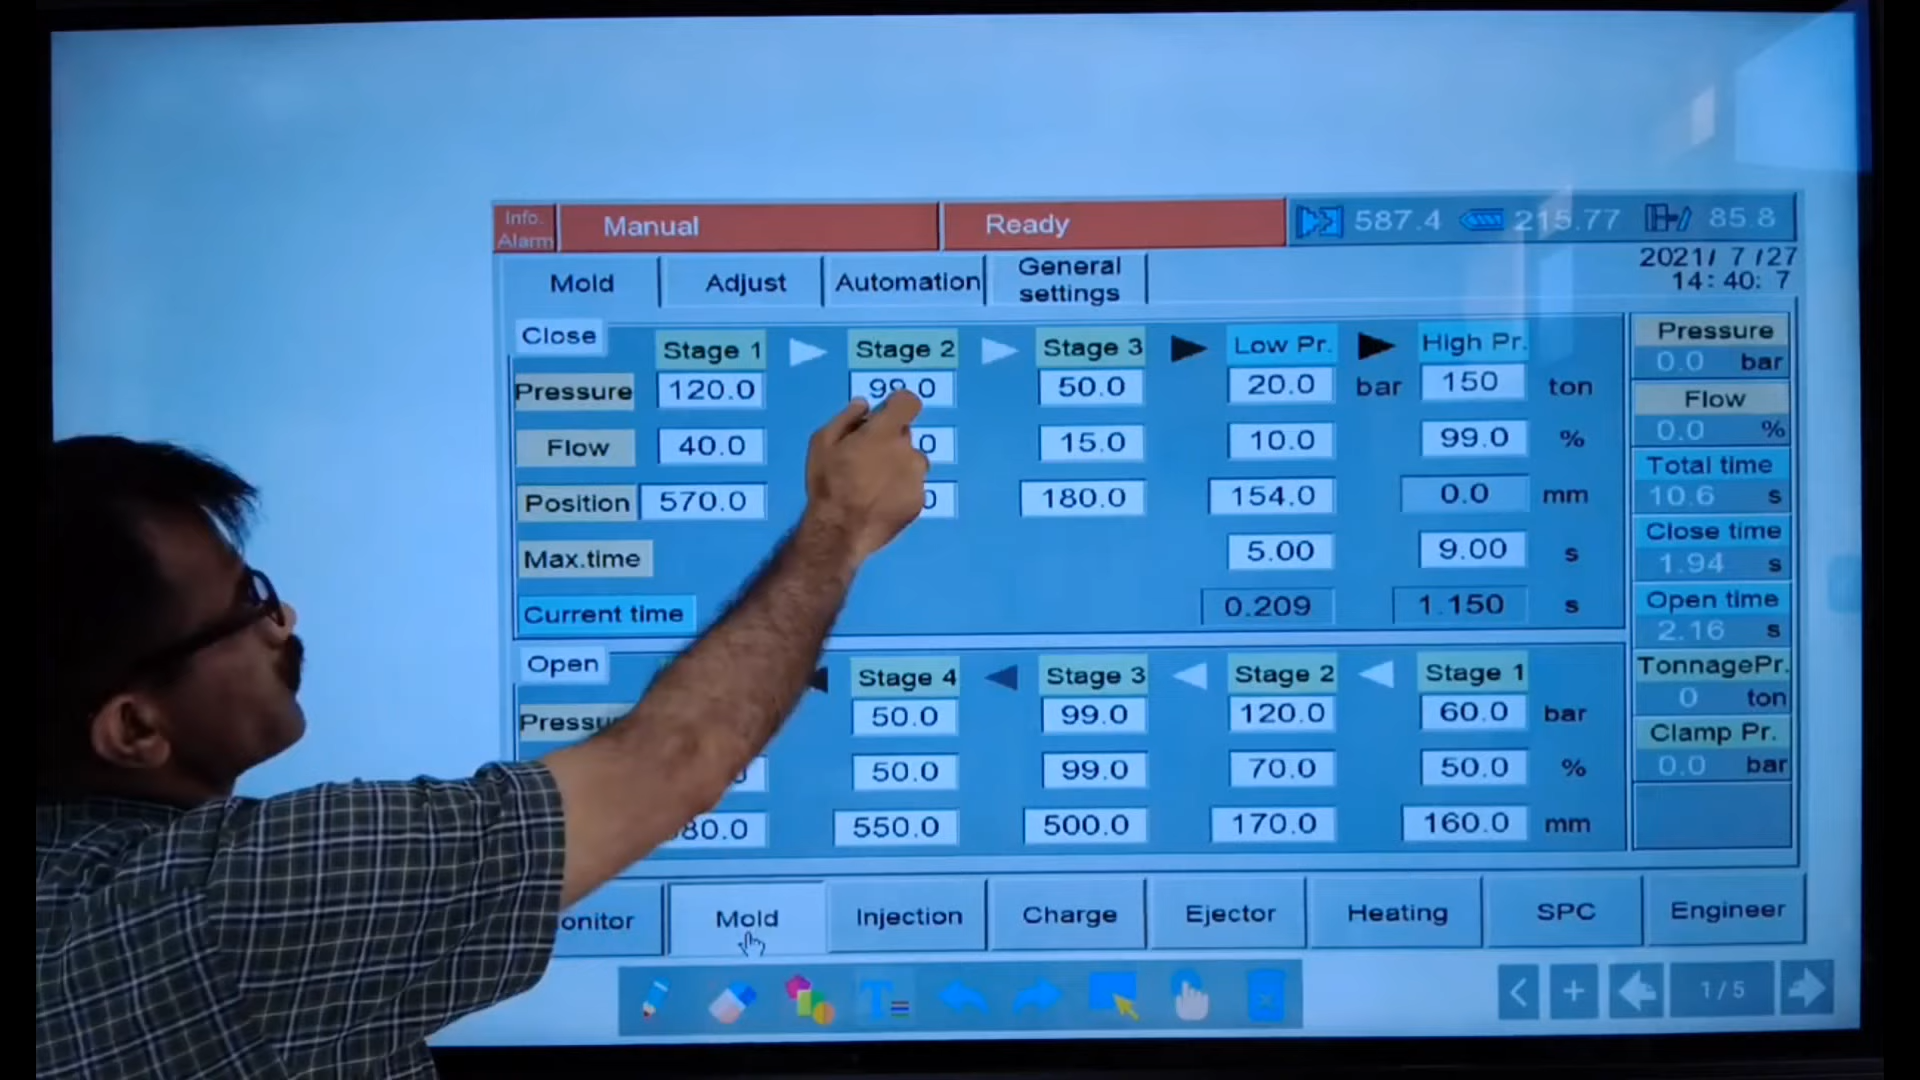 Info. Alarm Manual Ready 587.4 215.77 85.8
Mold Adjust Automation General settings 2021/ 7 /27
14: 40: 7
Close Stage 1 Stage 2 Stage 3 Low Pr. High Pr. Pressure
Pressure 120.0 99.0 50.0 20.0 bar 150 ton 0.0 bar
Flow
Flow 40.0 15.0 10.0 99.0 % 0.0 %
Total time
Position 570.0 180.0 154.0 0.0 mm 10.6 s
Close time
Max.time 5.00 9.00 s 1.94 s
Open time
Current time 0.209 1.150 s 2.16 s
Open Stage 4 Stage 3 Stage 2 Stage 1 TonnagePr.
0 ton
50.0 99.0 120.0 60.0 bar
Clamp Pr.
50.0 99.0 70.0 50.0 % 0.0 bar
550.0 500.0 170.0 160.0 mm
Mold Injection Charge Ejector Heating SPC Engineer
T < + 1/5